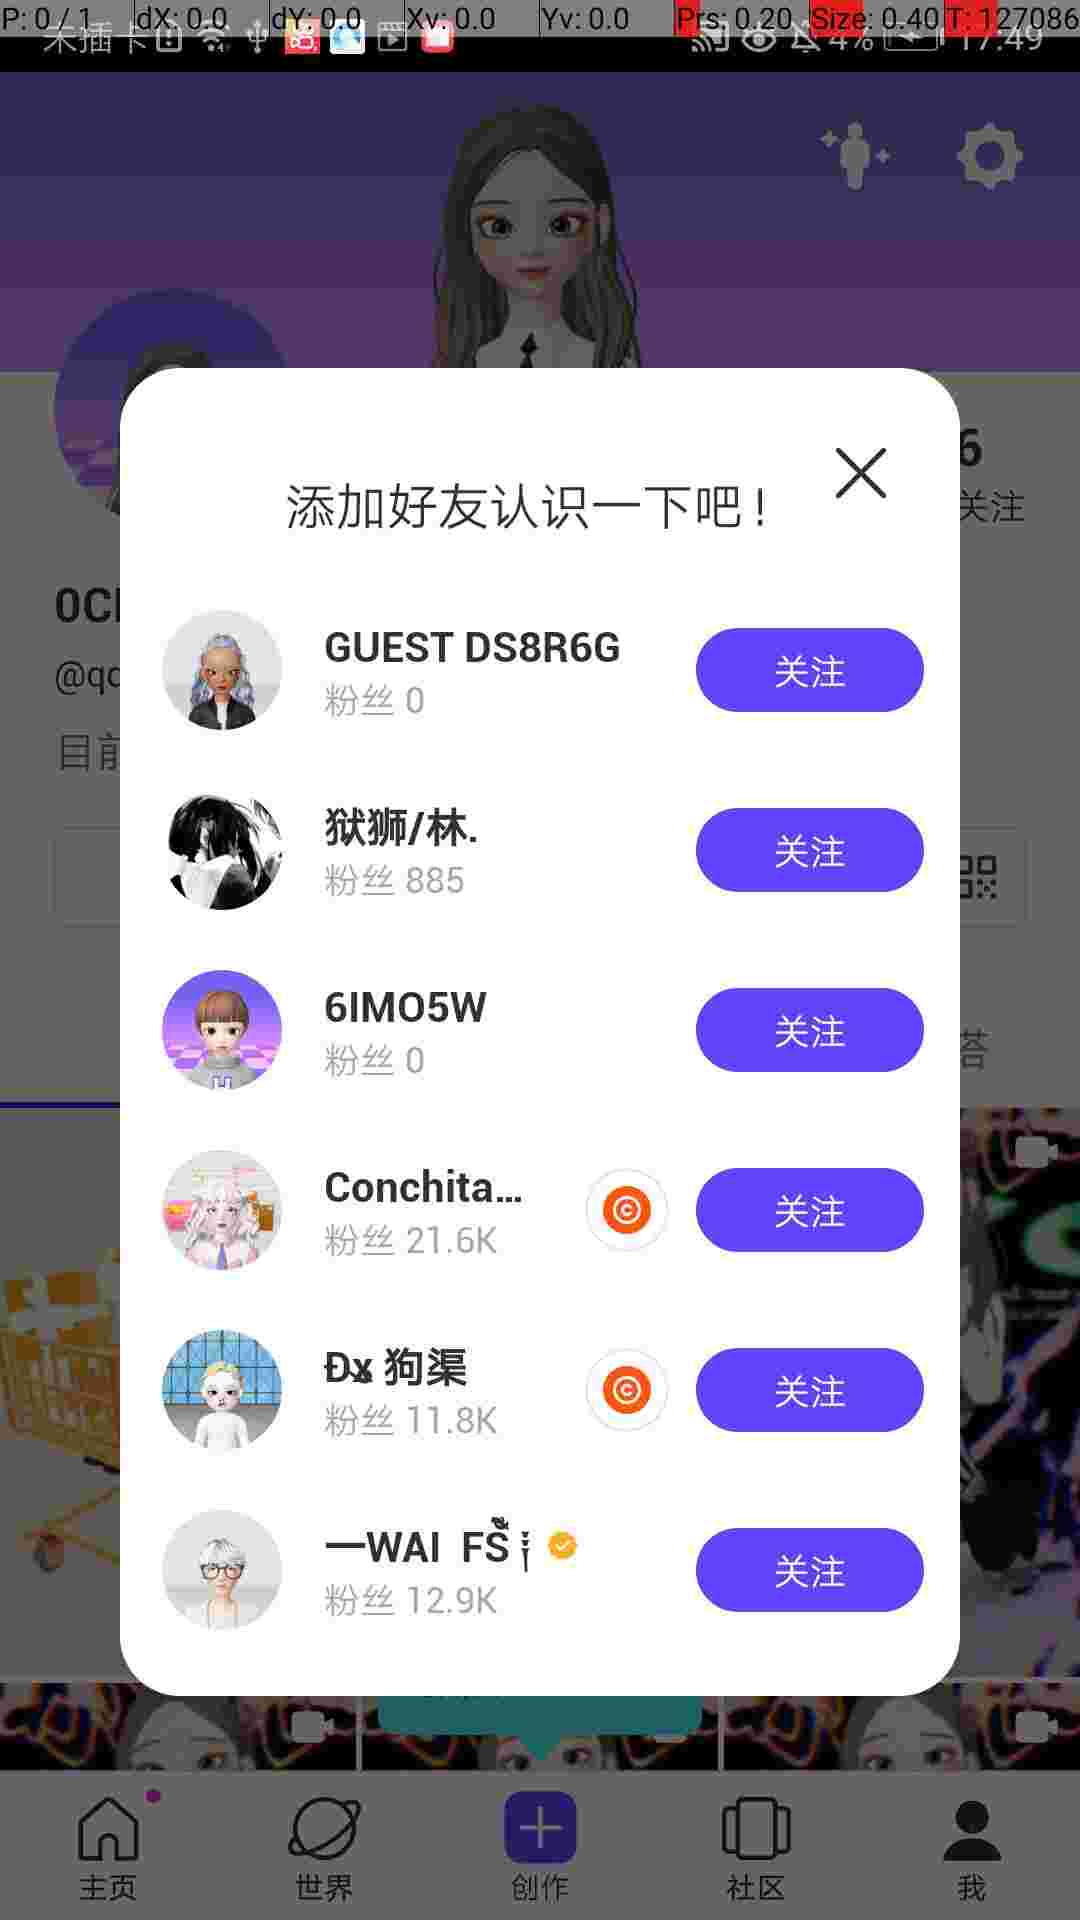 P: 0 / 1 dX: 0.0 dY: 0.0 Xv: 0.0 Yv: 0.0 Prs: 0.20 Size: 0.40 T: 127086
未插卡 4% 17:49
6
添加好友认识一下吧！
关注
GUEST DS8R6G
粉丝 0
关注
狱狮/林.
粉丝 885
关注
6IMO5W
粉丝 0
关注
Conchita...
粉丝 21.6K
关注
狗渠
粉丝 11.8K
关注
一WAI
粉丝 12.9K
关注
@qc
目前
答
主页
世界
创作
社区
我